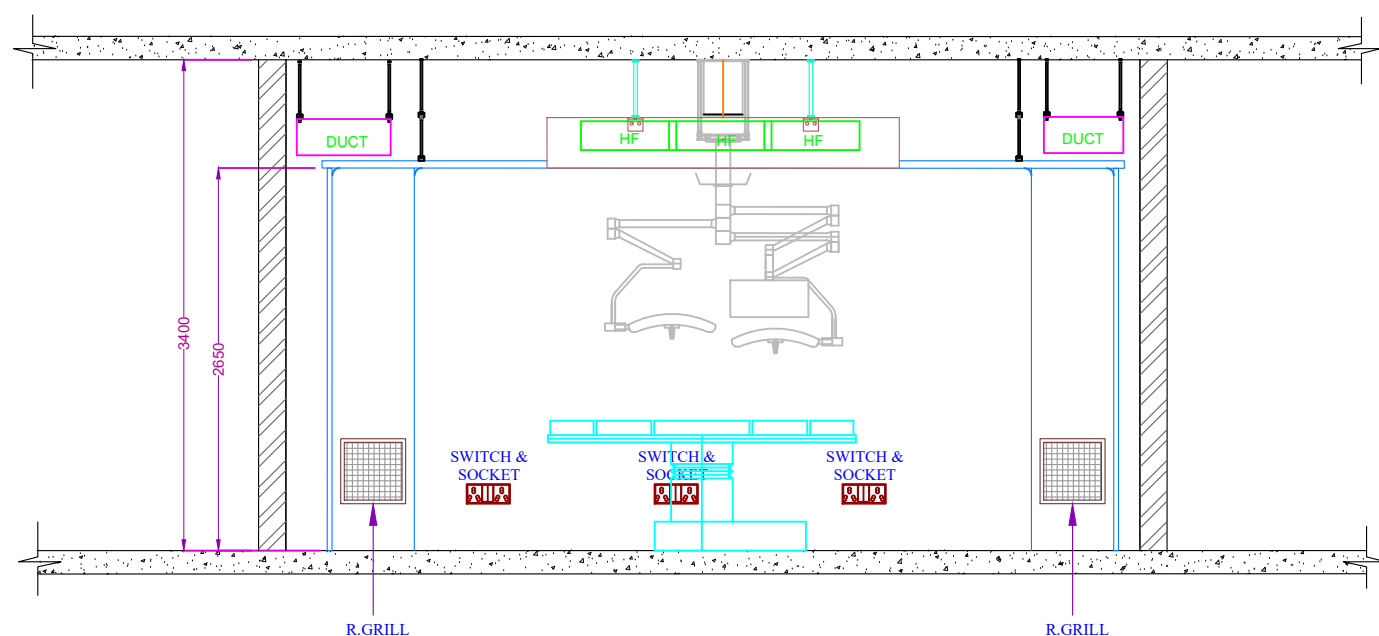 DUCT
HF
HF
HF
DUCT
3400
2650
SWITCH &
SOCKET
SWITCH &
SOCKET
SWITCH &
SOCKET
R.GRILL
R.GRILL